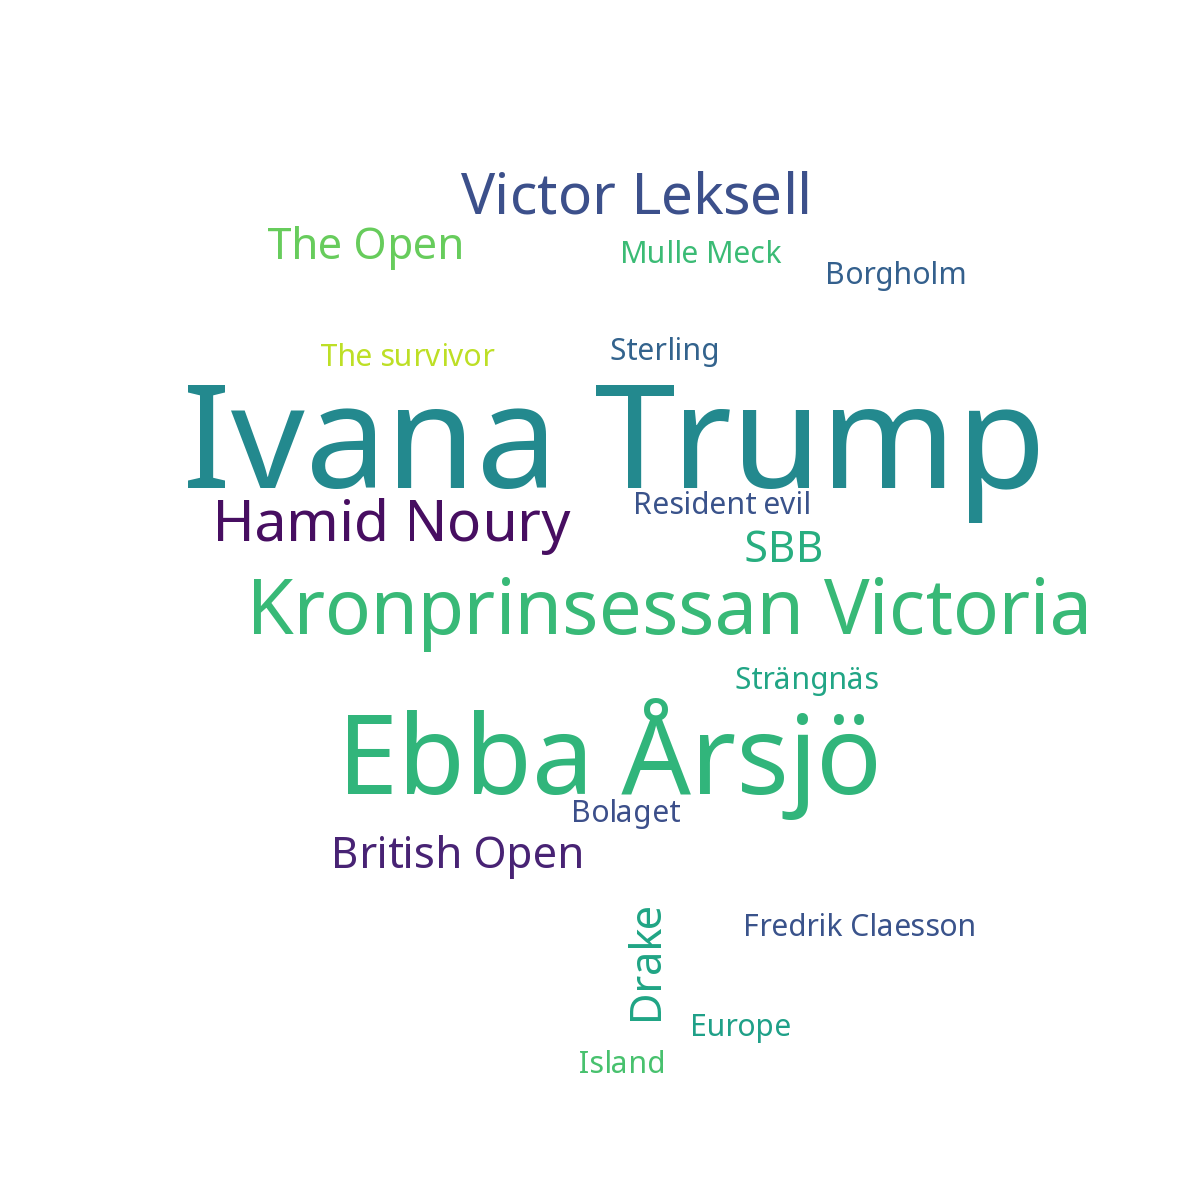 Victor Leksell
The Open
Mulle Meck
Borgholm
The survivor
Sterling
Ivana Trump
Hamid Noury
Resident evil
SBB
Kronprinsessan Victoria
Strängnäs
Ebba Årsjö
Bolaget
British Open
Drake
Fredrik Claesson
Europe
Island